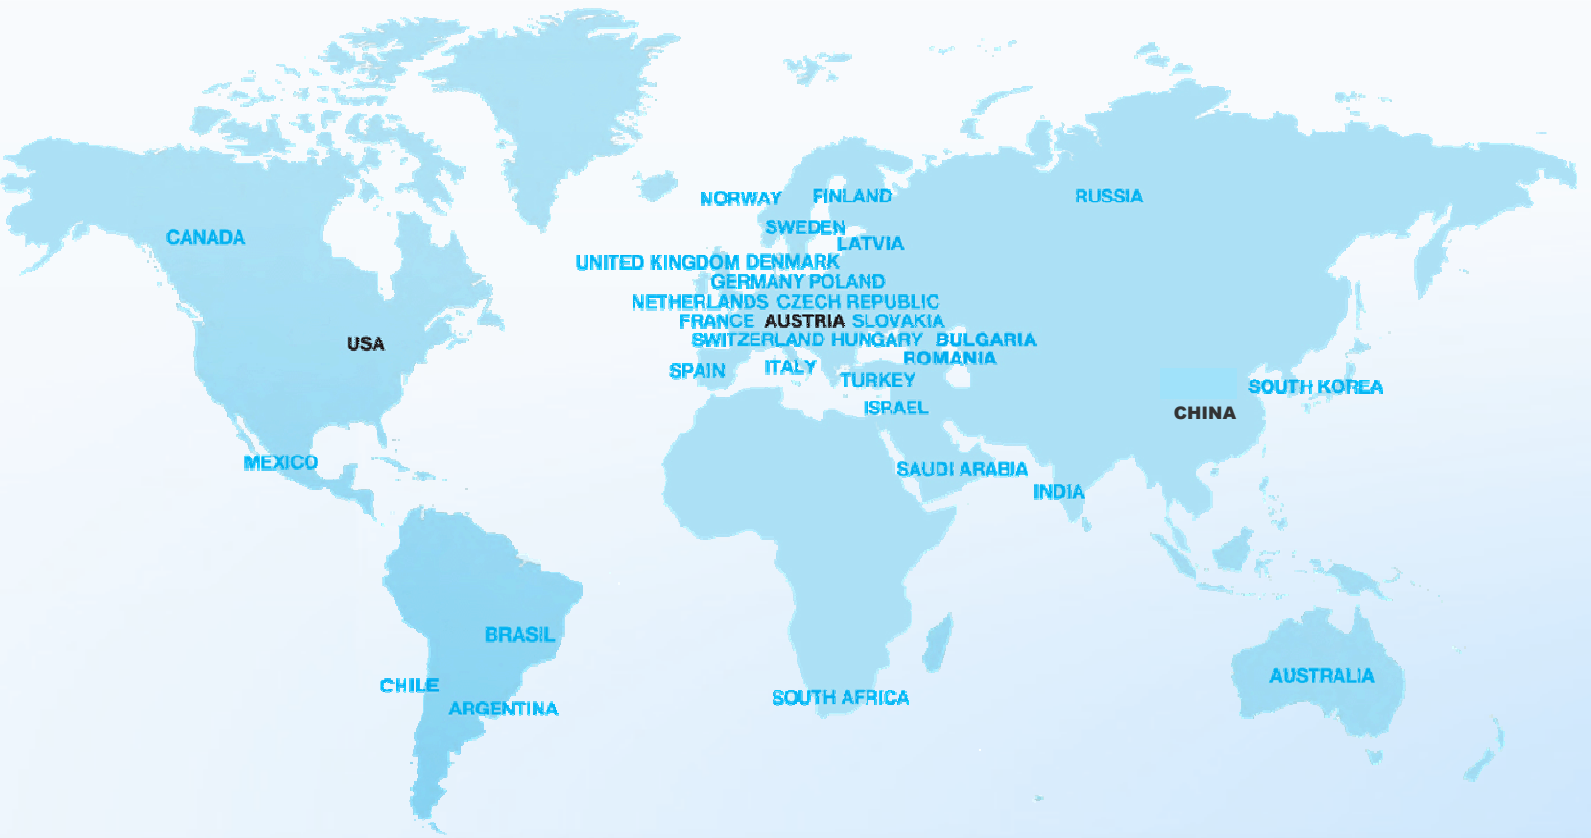 NORWAY FINLAND RUSSIA
CANADA SWEDEN
LATVIA
UNITED KINGDOM DENMARK
GERMANY POLAND
NETHERLANDS CZECH REPUBLIC
FRANCE AUSTRIA SLOVAKIA
USA SWITZERLAND HUNGARY BULGARIA
ROMANIA
SPAIN ITALY
TURKEY SOUTH KOREA
ISRAEL CHINA
MEXICO SAUDI ARABIA
INDIA
BRASIL
CHILE AUSTRALIA
ARGENTINA SOUTH AFRICA